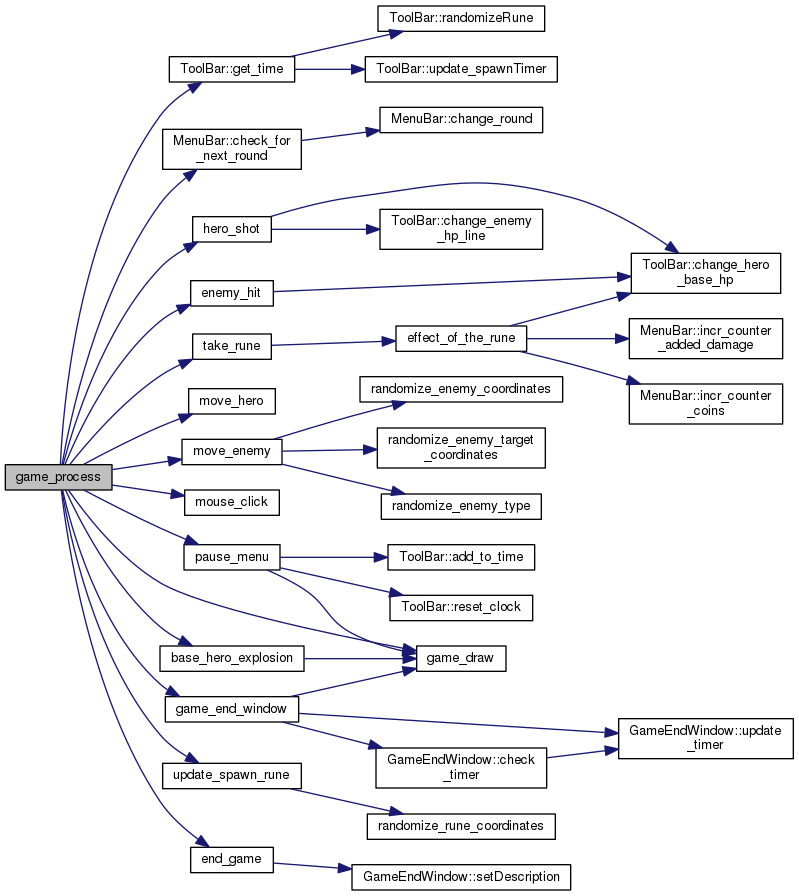 ToolBar::randomizeRune
ToolBar::get_time
ToolBar::update_spawnTimer
MenuBar::change_round
MenuBar::check_for
_next_round
hero_shot
ToolBar::change_enemy
_hp_line
ToolBar::change_hero
_base_hp
enemy_hit
effect_of_the_rune
MenuBar::incr_counter
_added_damage
take_rune
randomize_enemy_coordinates
MenuBar::incr_counter
_coins
move_hero
move_enemy
randomize_enemy_target
_coordinates
game_process
mouse_click
randomize_enemy_type
pause_menu
ToolBar::add_to_time
ToolBar::reset_clock
base_hero_explosion
game_draw
game_end_window
GameEndWindow::update
_timer
GameEndWindow::check
_timer
update_spawn_rune
randomize_rune_coordinates
end_game
GameEndWindow::setDescription